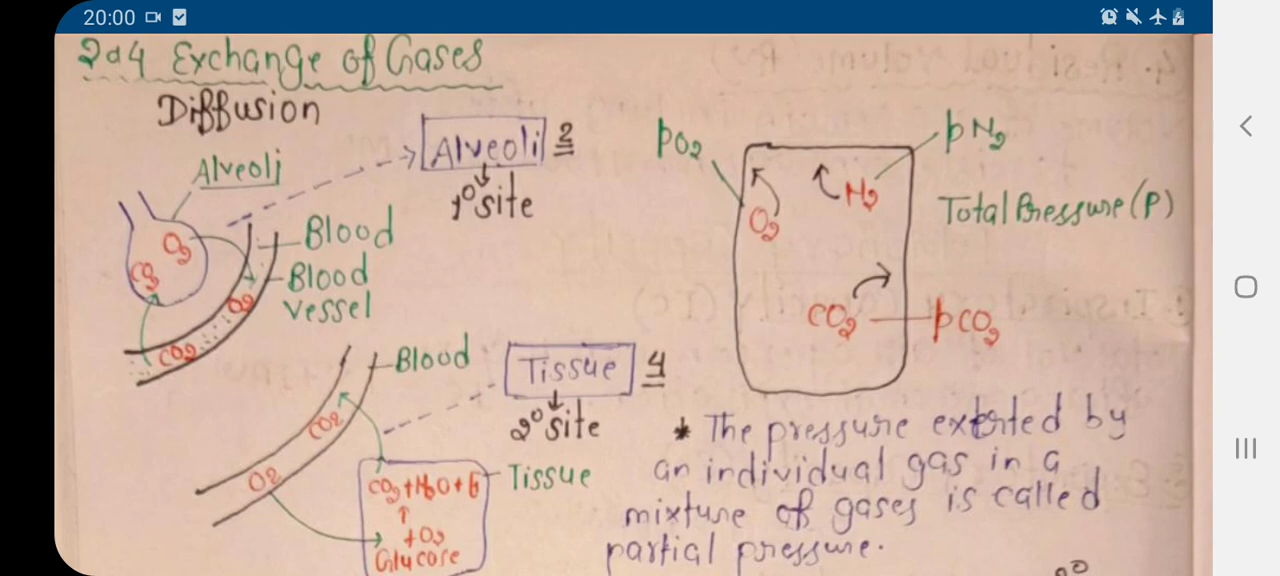 20:00
2.4 Exchange of Gases
Diffusion
Alveoli
Alveoli 2
1° site
O2
CO2
O2
CO2
Blood
Blood
vessel
Blood
Tissue 4
2° site
CO2
O2
CO2+H2O+E
Tissue
↑
+O2
Glucose
pO2
pN2
N2
O2
Total Pressure (P)
CO2
pCO2
* The pressure exerted by
an individual gas in a
mixture of gases is called
partial pressure.